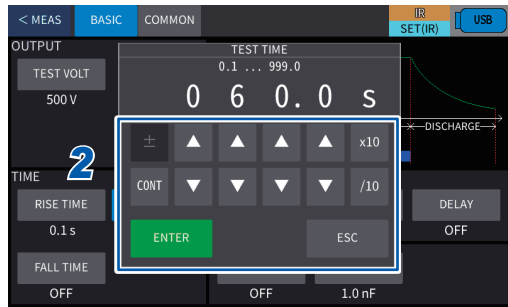 < MEAS BASIC COMMON IR SET(IR) USB
OUTPUT
TEST VOLT
500 V
TEST TIME
0.1 ... 999.0
0 6 0. 0 s
± ▲ ▲ ▲ ▲ x10
CONT ▼ ▼ ▼ ▼ /10
ENTER ESC
2
DISCHARGE
TIME
RISE TIME
0.1 s
DELAY
OFF
FALL TIME
OFF
OFF
1.0 nF